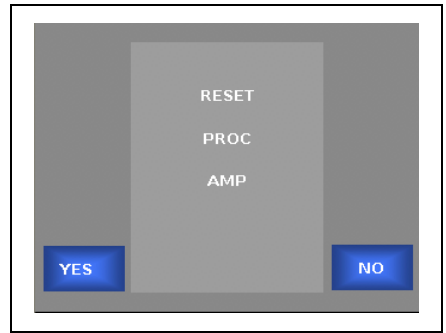 RESET
PROC
AMP
YES
NO